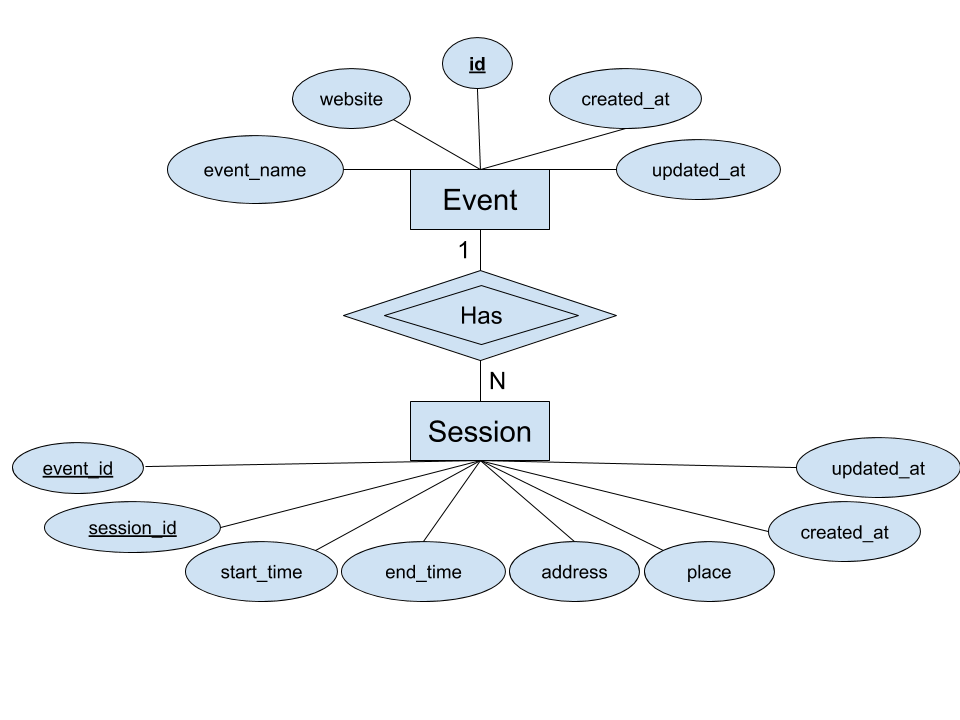 id
website
created_at
event_name
updated_at
Event
1
Has
N
Session
event_id
updated_at
session_id
created_at
start_time
end_time
address
place